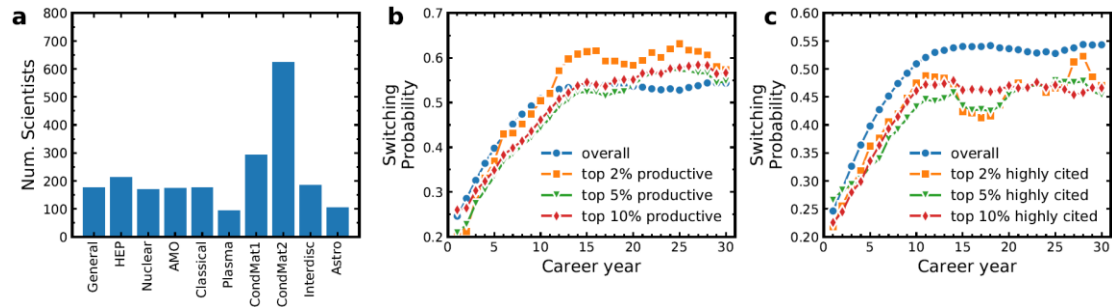 a
800
700
600
500
400
300
200
100
0
Num. Scientists
General
HEP
Nuclear
AMO
Classical
Plasma
CondMat1
CondMat2
Interdisc
Astro
b
0.7
0.6
0.5
0.4
0.3
0.2
Switching
Probability
overall
top 2% productive
top 5% productive
top 10% productive
0 5 10 15 20 25 30
Career year
c
0.55
0.50
0.45
0.40
0.35
0.30
0.25
0.20
Switching
Probability
overall
top 2% highly cited
top 5% highly cited
top 10% highly cited
0 5 10 15 20 25 30
Career year